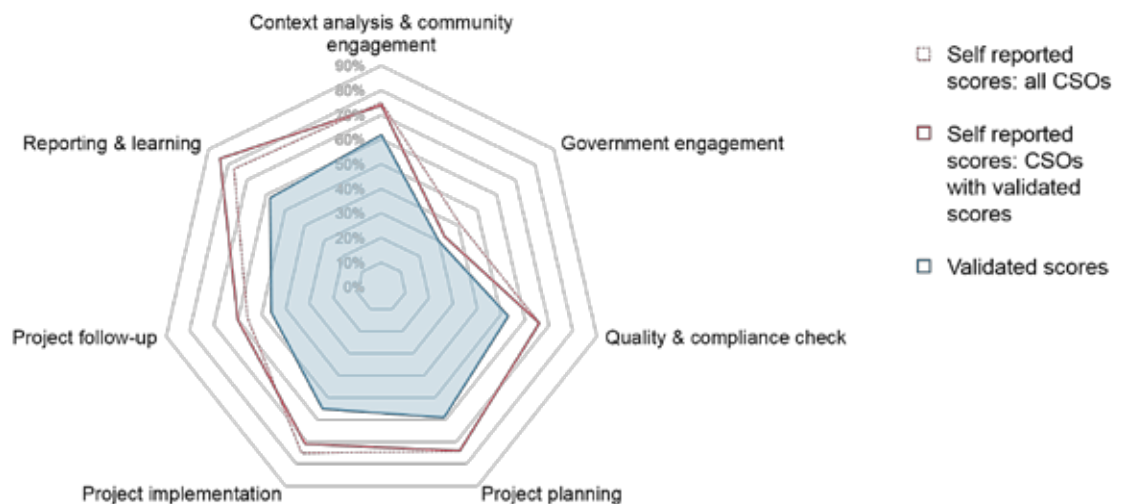 Context analysis & community
engagement
90%
80%
70%
60%
50%
40%
30%
20%
10%
0%
Reporting & learning
Government engagement
Project follow-up
Quality & compliance check
Project implementation
Project planning
Self reported
scores: all CSOs
Self reported
scores: CSOs
with validated
scores
Validated scores